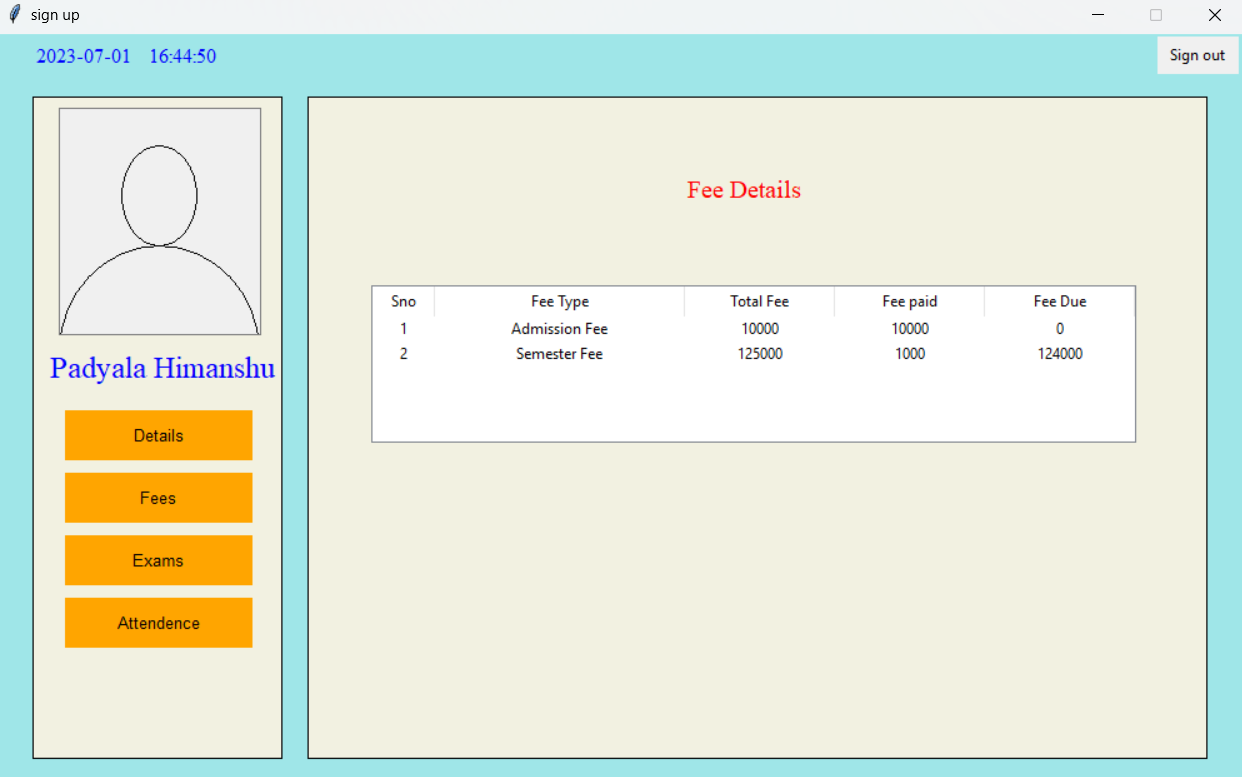 sign up
2023-07-01 16:44:50
Sign out
Padyala Himanshu
Details
Fees
Exams
Attendence
Fee Details
Sno Fee Type Total Fee Fee paid Fee Due
1 Admission Fee 10000 10000 0
2 Semester Fee 125000 1000 124000